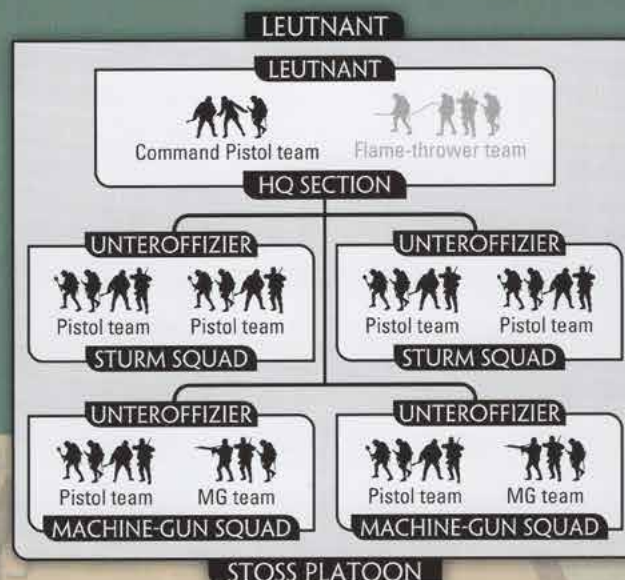 LEUTNANT
LEUTNANT
Command Pistol team Flame-thrower team
HQ SECTION
UNTEROFFIZIER UNTEROFFIZIER
Pistol team Pistol team Pistol team Pistol team
STURM SQUAD STURM SQUAD
UNTEROFFIZIER UNTEROFFIZIER
Pistol team MG team Pistol team MG team
MACHINE-GUN SQUAD MACHINE-GUN SQUAD
STOSS PLATOON